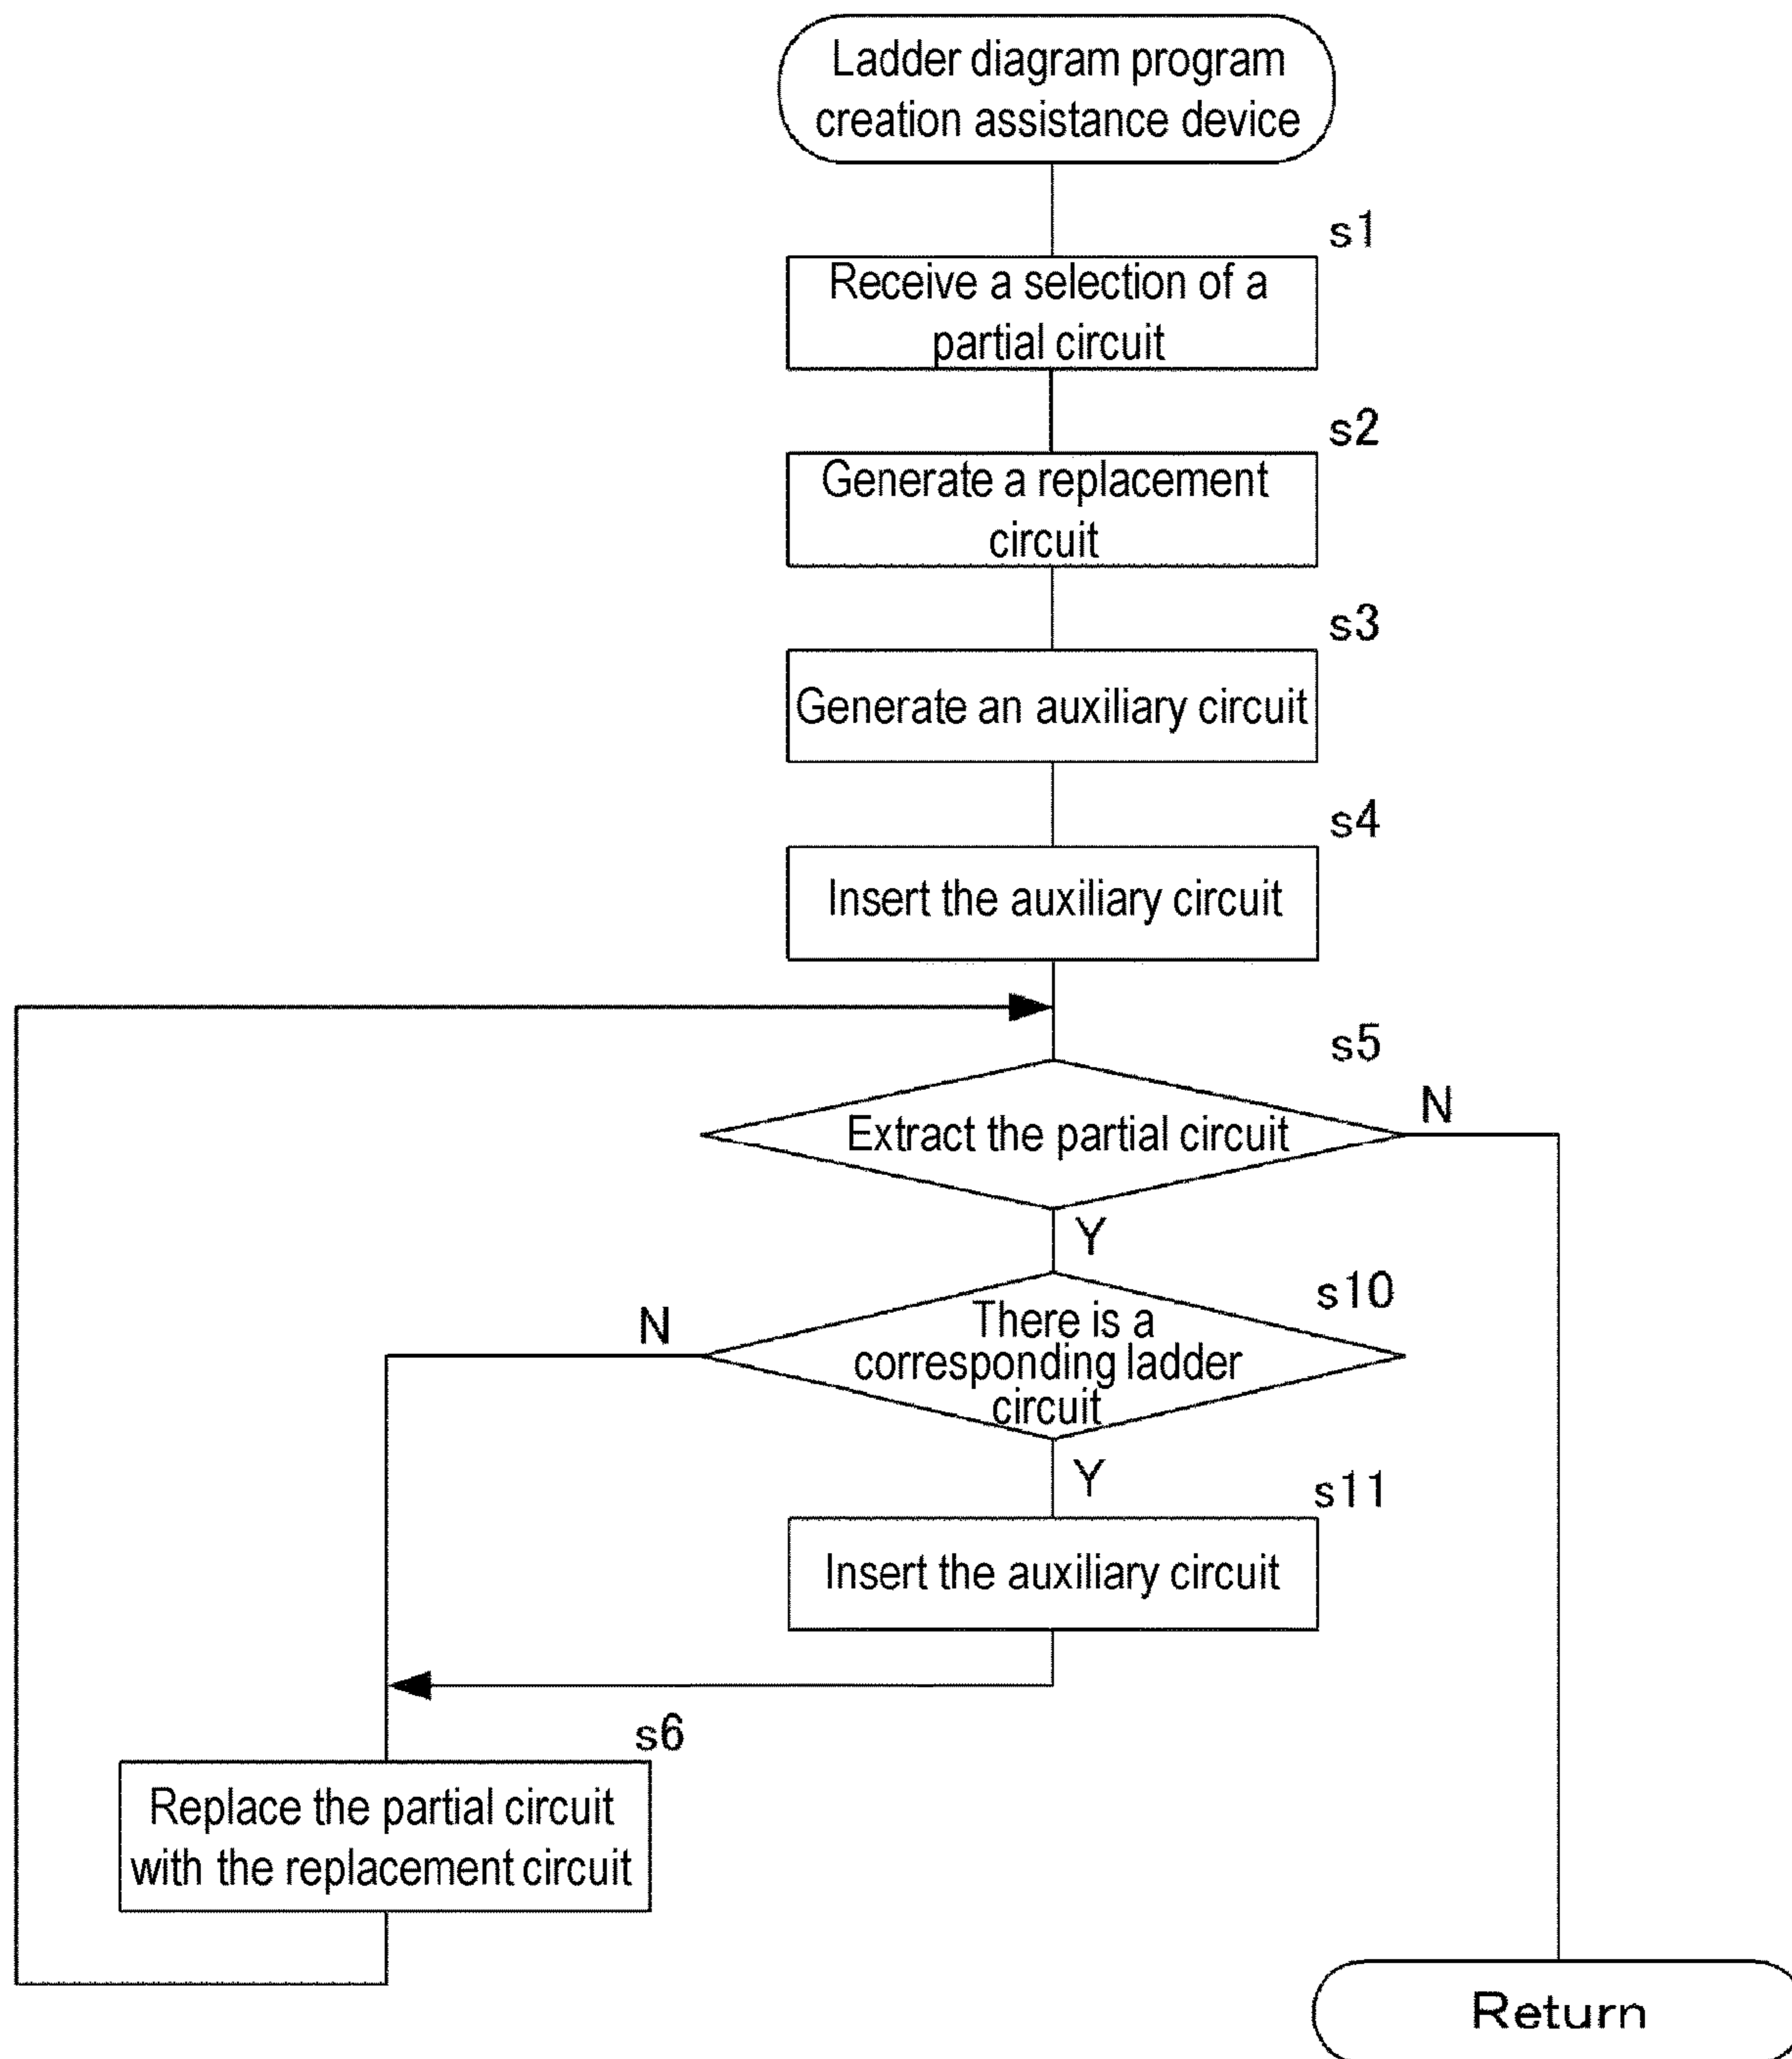 Ladder diagram program
creation assistance device
s1
Receive a selection of a
partial circuit
s2
Generate a replacement
circuit
s3
Generate an auxiliary circuit
s4
Insert the auxiliary circuit
s5
Extract the partial circuit
N
Y
s10
There is a
corresponding ladder
circuit
N
Y
s11
Insert the auxiliary circuit
s6
Replace the partial circuit
with the replacement circuit
Return